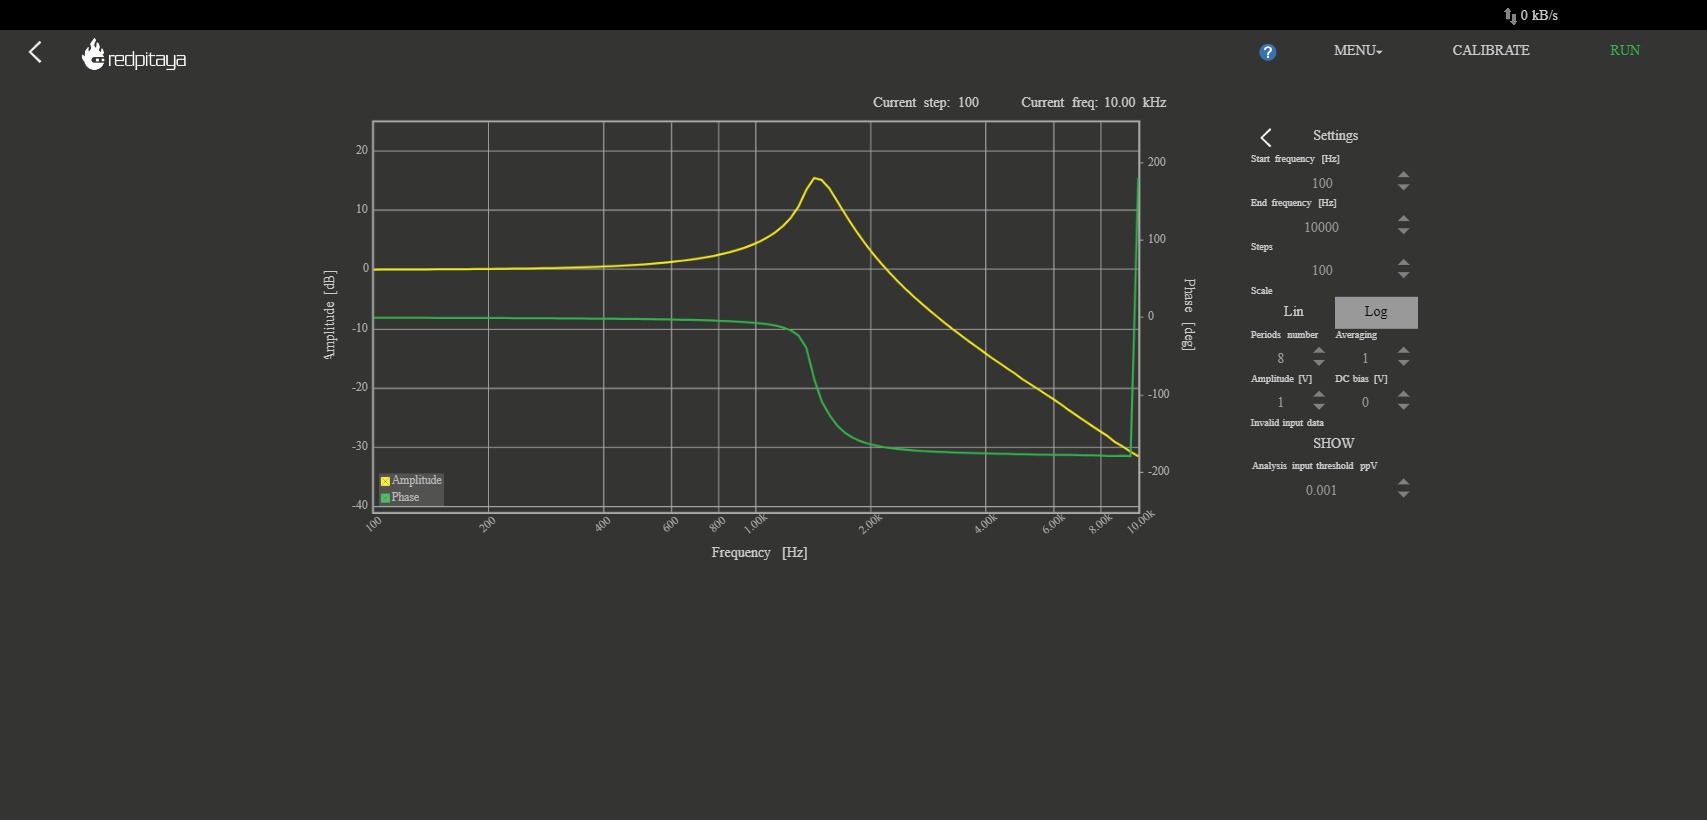 0 kB/s
redpitaya
?
MENU
CALIBRATE
RUN
Current step: 100
Current freq: 10.00 kHz
20
10
0
-10
-20
-30
-40
Amplitude [dB]
200
100
0
-100
-200
Phase [deg]
Amplitude
Phase
100
200
400
600
800
1.00k
2.00k
4.00k
6.00k
8.00k
10.00k
Frequency [Hz]
Settings
Start frequency [Hz]
100
End frequency [Hz]
10000
Steps
100
Scale
Lin Log
Periods number Averaging
8 1
Amplitude [V] DC bias [V]
1 0
Invalid input data
SHOW
Analysis input threshold ppV
0.001